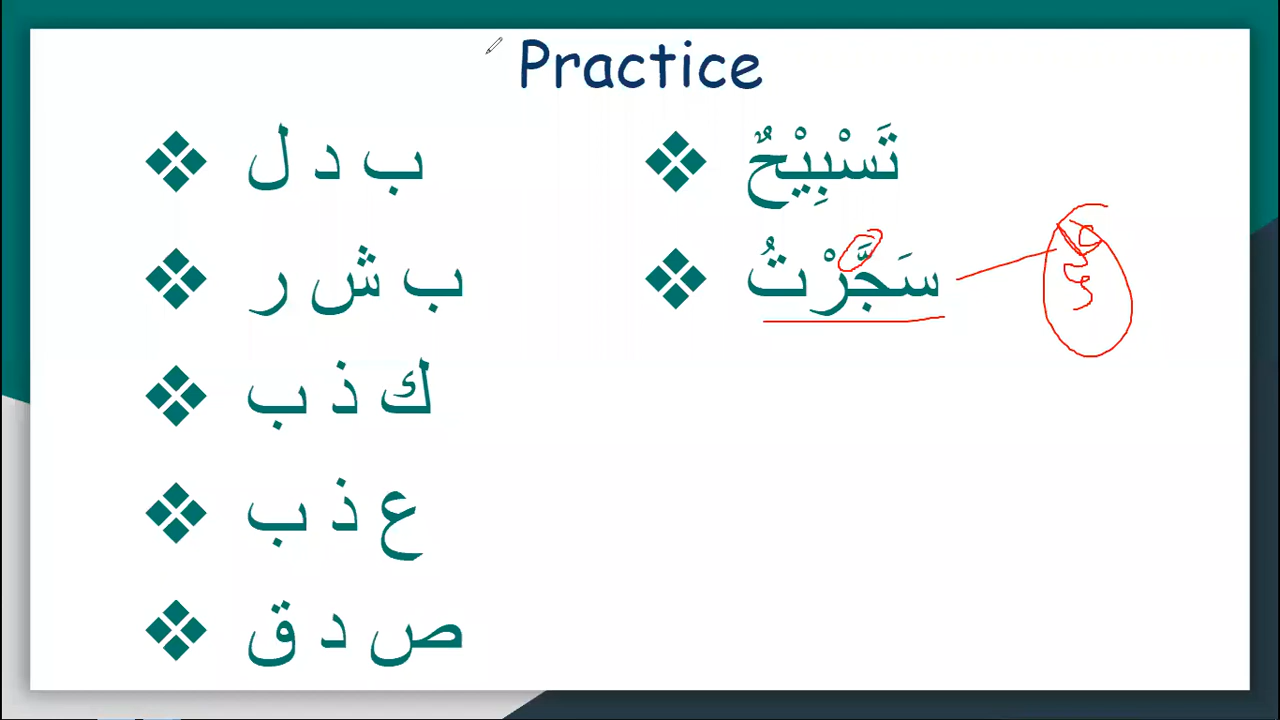 Practice
ب د ل
ب ش ر
ك ذ ب
ع ذ ب
ص د ق
تَسْبِيْحٌ
سَجَّرْتُ